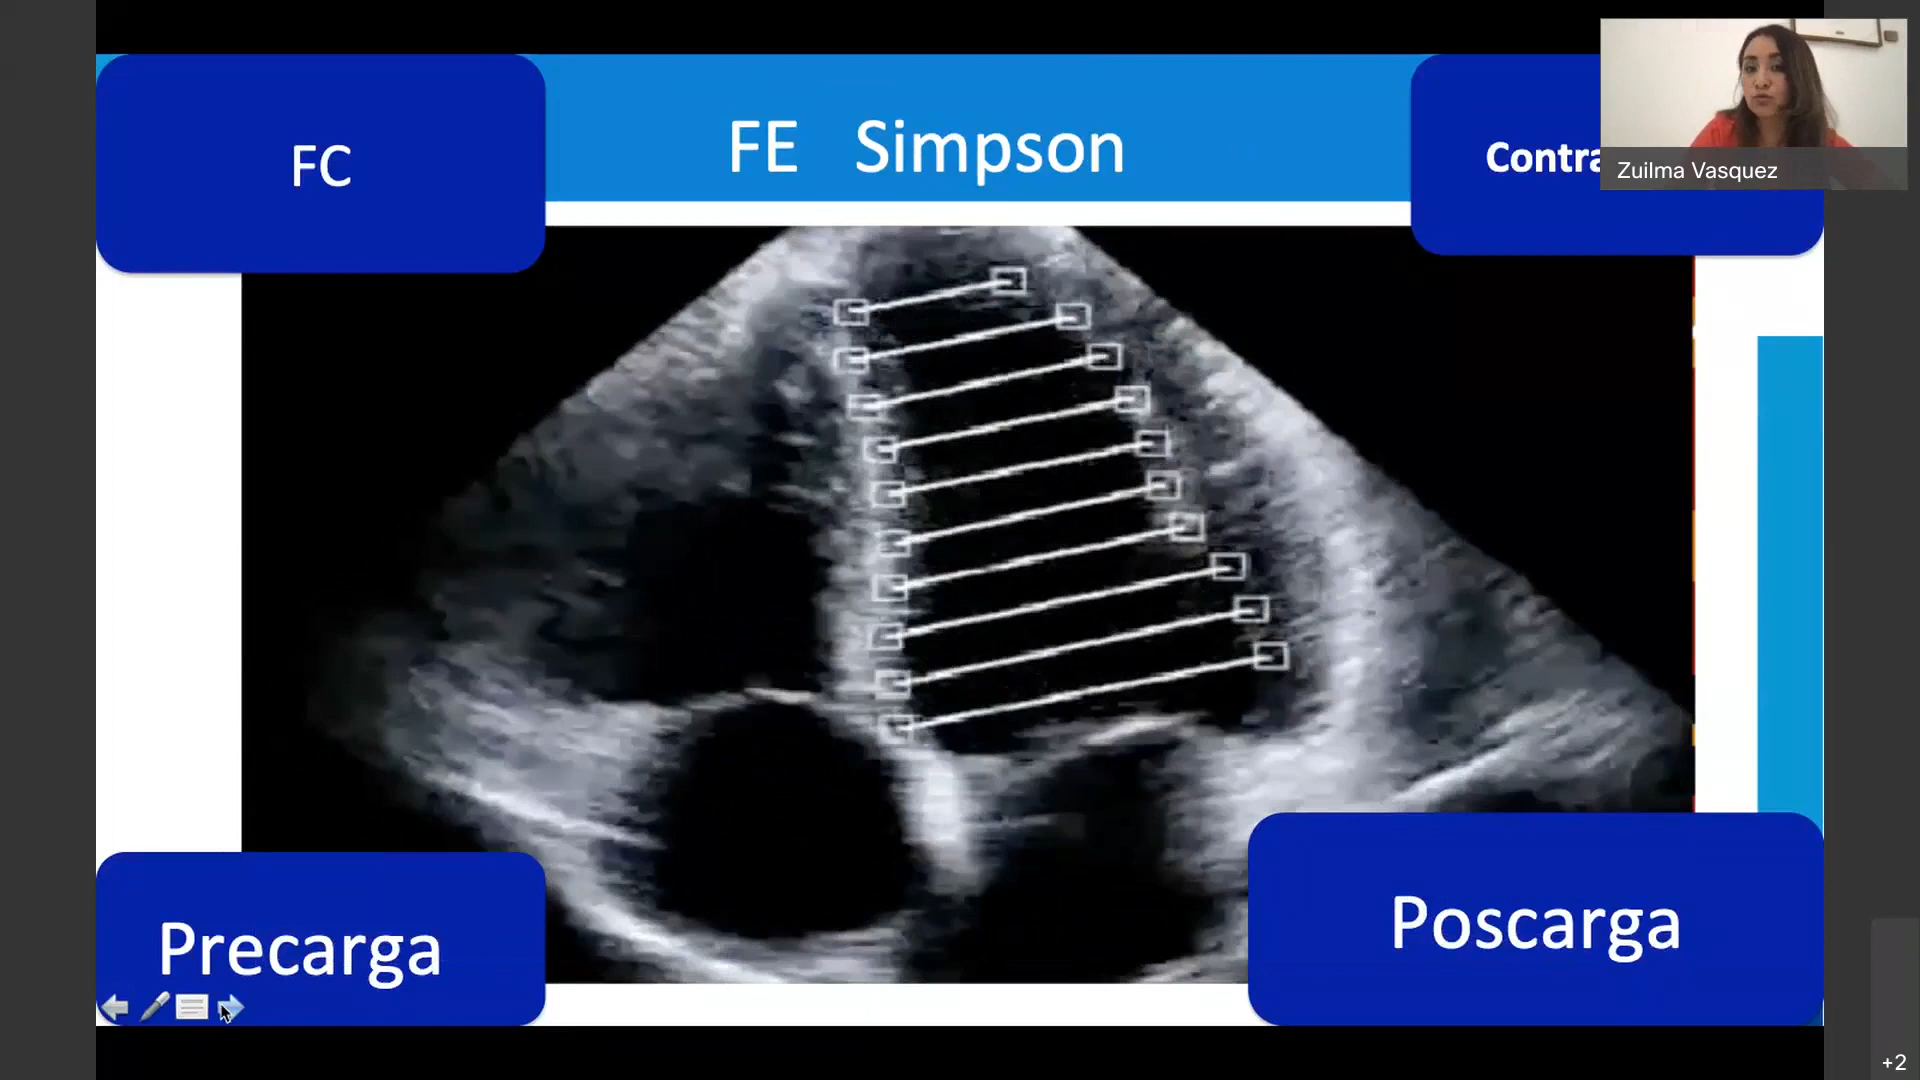 FC
FE Simpson
Zuilma Vasquez
Precarga
Poscarga
+2